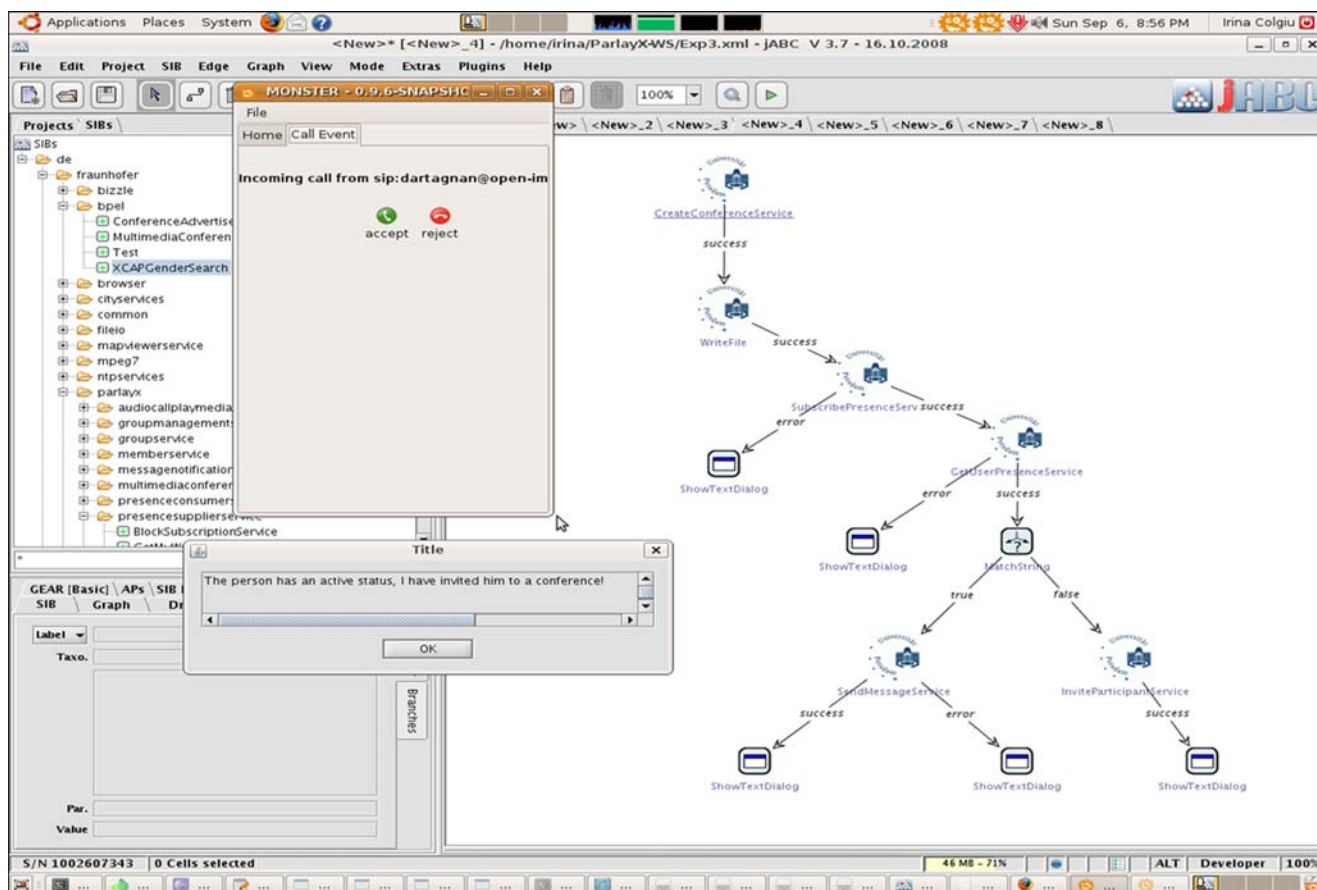 Applications Places System Sun Sep 6, 8:56 PM Irina Colgiu
<New>* [<New>_4] - /home/irina/ParlayX-WS/Exp3.xml - jABC V 3.7 - 16.10.2008
File Edit Project SIB Edge Graph View Mode Extras Plugins Help
100%
jABC
MONSTER - 0.9.6-SNAPSHO
File
Home Call Event
Incoming call from sip:dartagnan@open-im
accept reject
Projects SIBs
SIBs
de
fraunhofer
bizzle
bpel
ConferenceAdvertise
MultimediaConferen
Test
XCAPGenderSearch
browser
cityservices
common
fileio
mapviewerservice
mpeg7
ntpservices
parlayx
audiocallplaymedia
groupmanagement
groupservice
memberservice
messagenotification
multimediaconferer
presenceconsumer
presencesupplierservice
BlockSubscriptionService
*
<New>_2 <New>_3 <New>_4 <New>_5 <New>_6 <New>_7 <New>_8
CreateConferenceService
success
WriteFile
success
SubscribePresenceServ
success
error
ShowTextDialog
GetUserPresenceService
error
success
ShowTextDialog
MatchString
true
false
SendMessageService
InviteParticipantService
success
error
success
ShowTextDialog
ShowTextDialog
ShowTextDialog
Title
The person has an active status, I have invited him to a conference!
OK
GEAR [Basic] APs SIB
SIB Graph Dr
Label
Taxo.
Branches
Par.
Value
S/N 1002607343 0 Cells selected 46 MB - 71% ALT Developer 100%